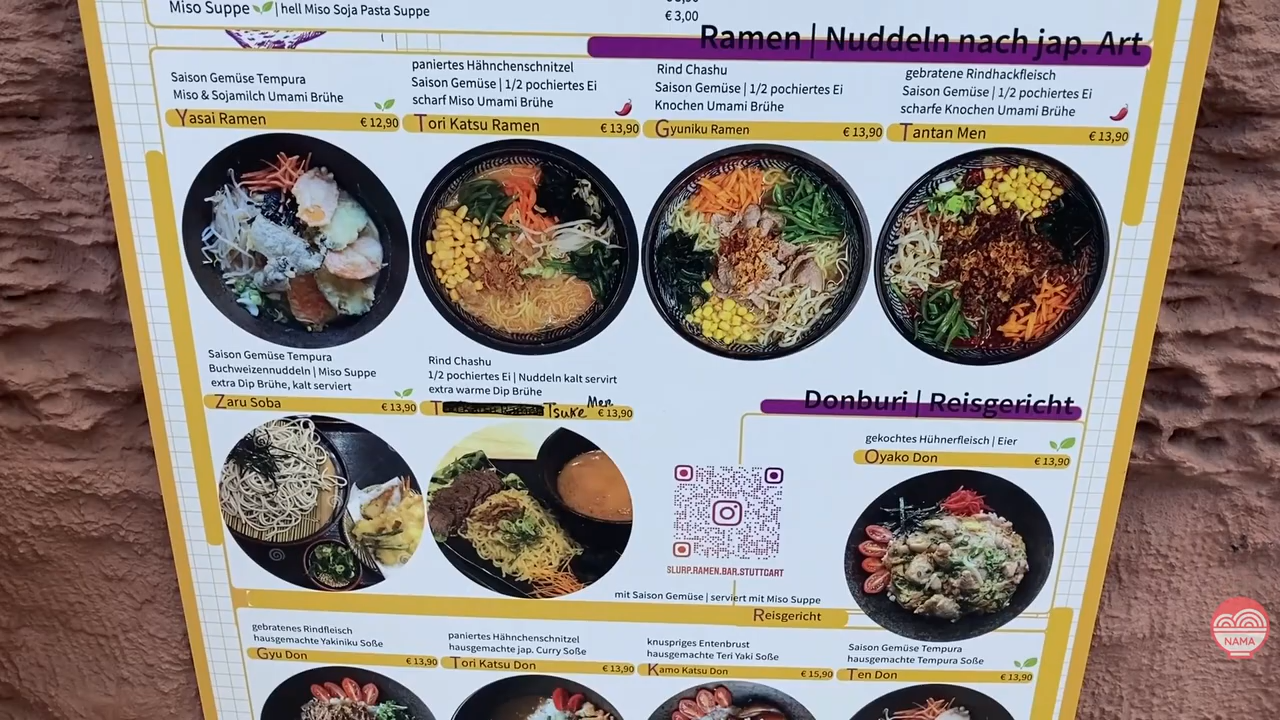 Miso Suppe | hell Miso Soja Pasta Suppe
€ 3,00
Ramen | Nuddeln nach jap. Art
Saison Gemüse Tempura
Miso & Sojamilch Umami Brühe
Yasai Ramen € 12,90
paniertes Hähnchenschnitzel
Saison Gemüse | 1/2 pochiertes Ei
scharf Miso Umami Brühe
Tori Katsu Ramen € 13,90
Rind Chashu
Saison Gemüse | 1/2 pochiertes Ei
Knochen Umami Brühe
Gyuniku Ramen € 13,90
gebratene Rindhackfleisch
Saison Gemüse | 1/2 pochiertes Ei
scharfe Knochen Umami Brühe
Tantan Men € 13,90
Saison Gemüse Tempura
Buchweizennuddeln | Miso Suppe
extra Dip Brühe, kalt serviert
Zaru Soba € 13,90
Rind Chashu
1/2 pochiertes Ei | Nuddeln kalt servirt
extra warme Dip Brühe
T Tsuke Men € 13,90
Donburi | Reisgericht
gekochtes Hühnerfleisch | Eier
Oyako Don € 13,90
SLURP.RAMEN.BAR.STUTTGART
mit Saison Gemüse | serviert mit Miso Suppe
Reisgericht
gebratenes Rindfleisch
hausgemachte Yakiniku Soße
Gyu Don € 13,90
paniertes Hähnchenschnitzel
hausgemachte jap. Curry Soße
Tori Katsu Don € 13,90
knuspriges Entenbrust
hausgemachte Teri Yaki Soße
Kamo Katsu Don € 15,90
Saison Gemüse Tempura
hausgemachte Tempura Soße
Ten Don € 13,90
NAMA